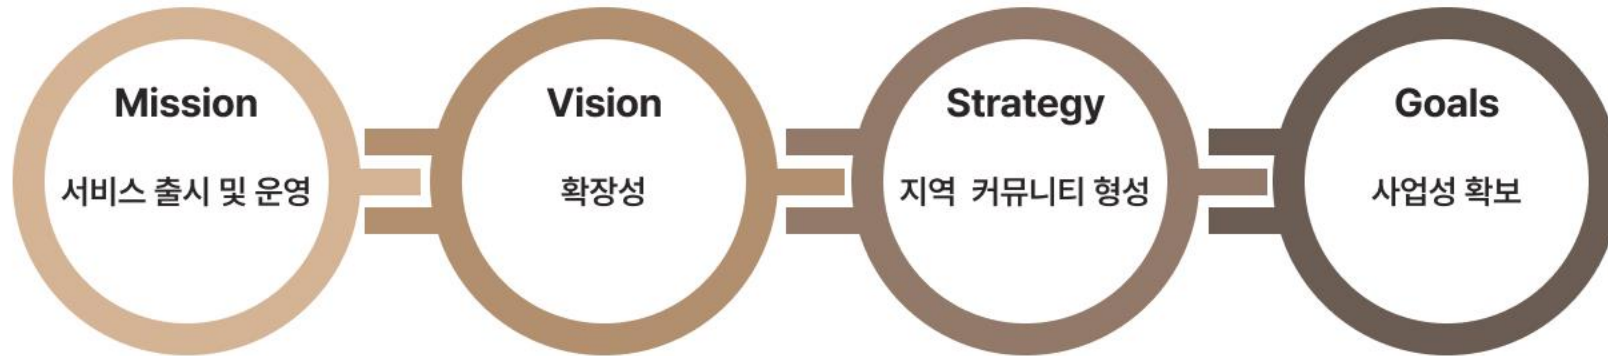 Mission
서비스 출시 및 운영
Vision
확장성
Strategy
지역  커뮤니티 형성
Goals
사업성 확보